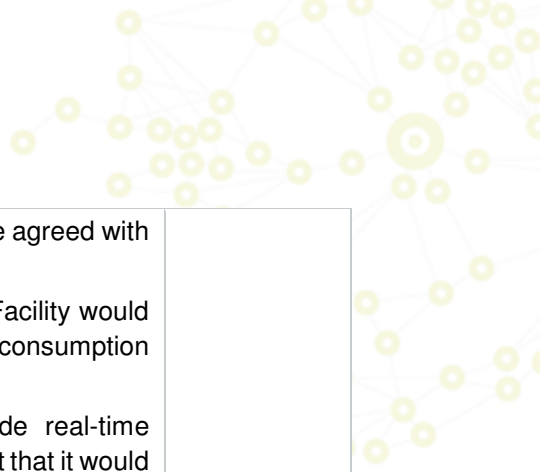 e agreed with
Facility would
consumption
de real-time
t that it would